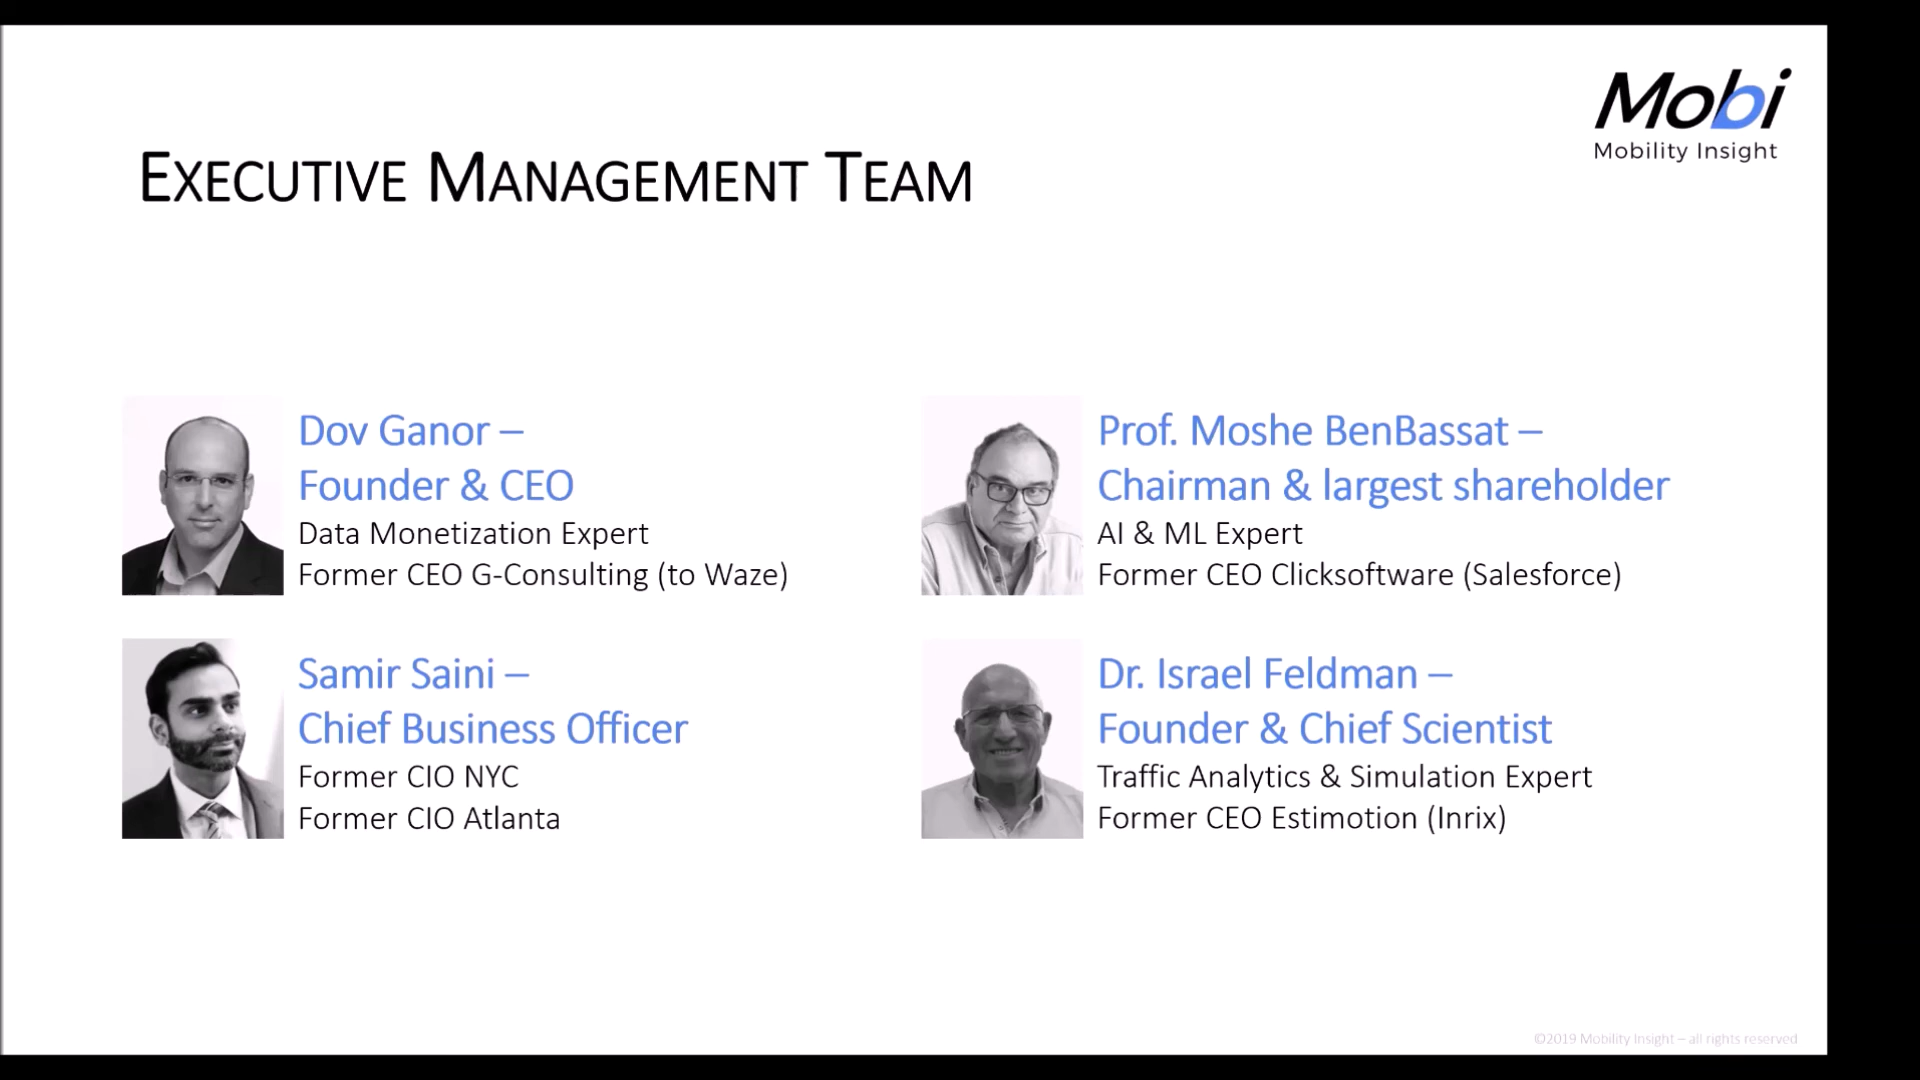 Mobi
Mobility Insight
EXECUTIVE MANAGEMENT TEAM
Dov Ganor –
Founder & CEO
Data Monetization Expert
Former CEO G-Consulting (to Waze)
Prof. Moshe BenBassat –
Chairman & largest shareholder
AI & ML Expert
Former CEO Clicksoftware (Salesforce)
Samir Saini –
Chief Business Officer
Former CIO NYC
Former CIO Atlanta
Dr. Israel Feldman –
Founder & Chief Scientist
Traffic Analytics & Simulation Expert
Former CEO Estimotion (Inrix)
©2019 Mobility Insight – all rights reserved